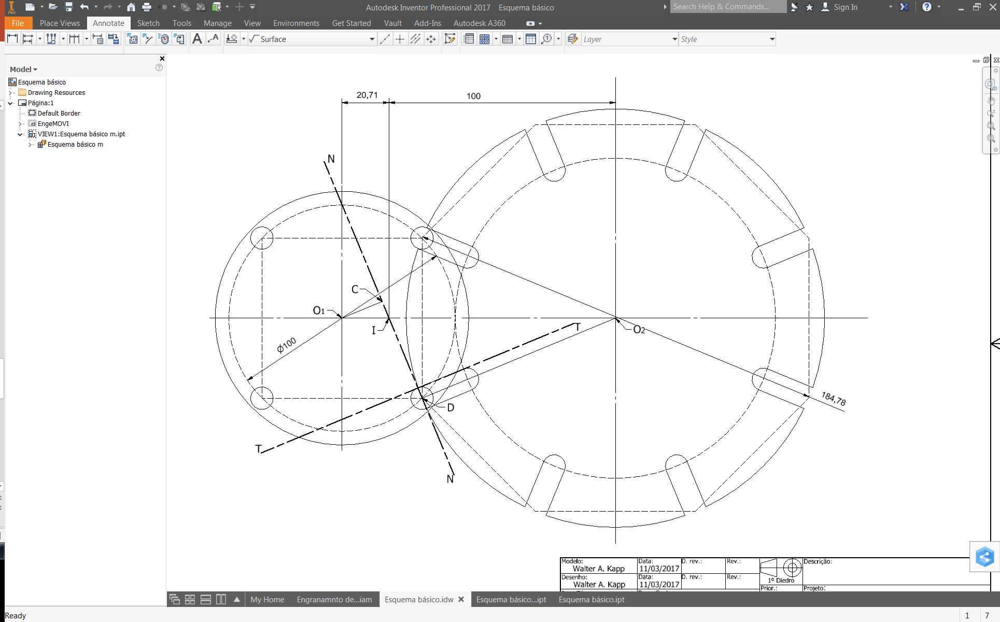 PRO
Autodesk Inventor Professional 2017 Esquema básico
Search Help & Commands...
Sign In
File Place Views Annotate Sketch Tools Manage View Environments Get Started Vault Add-Ins Autodesk A360
Surface
Layer
Style
Model
Esquema básico
Drawing Resources
Página:1
Default Border
EngeMOVI
VIEW1:Esquema básico m.ipt
Esquema básico m
2D
20,71
100
N
C
O1
I
Ø100
T
O2
184,78
D
T
N
Modelo:
Walter A. Kapp
Data:
11/03/2017
D. rev.:
Rev.:
Descrição:
Desenho:
Walter A. Kapp
Data:
11/03/2017
D. rev.:
Rev.:
1º Diedro
Prior.:
Projeto:
My Home Engranamnto de...iam Esquema básico.idw Esquema básico...ipt Esquema básico.ipt
Ready
1 7